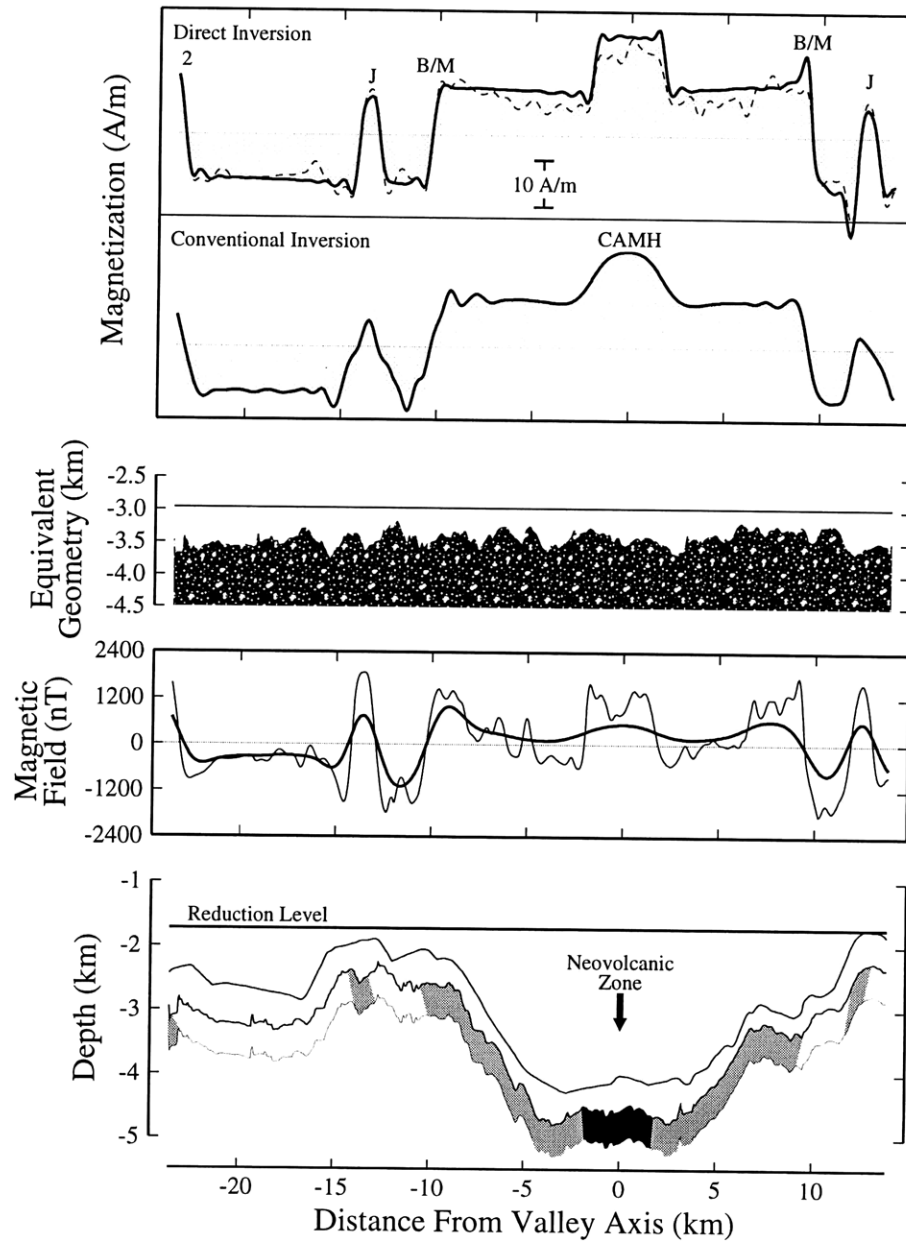 Direct Inversion
2
J
B/M
B/M
J
10 A/m
Magnetization (A/m)
Conventional Inversion
CAMH
Equivalent
Geometry (km)
-2.5
-3.0
-3.5
-4.0
-4.5
Magnetic
Field (nT)
2400
1200
0
-1200
-2400
Depth (km)
-1
-2
-3
-4
-5
Reduction Level
Neovolcanic
Zone
-20
-15
-10
-5
0
5
10
Distance From Valley Axis (km)